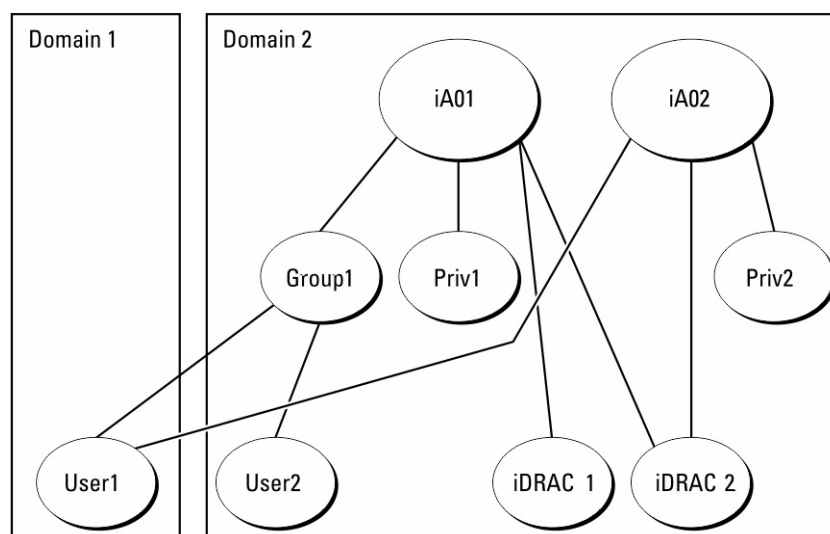 Domain 1
Domain 2
iA01
iA02
Group1
Priv1
Priv2
User1
User2
iDRAC 1
iDRAC 2